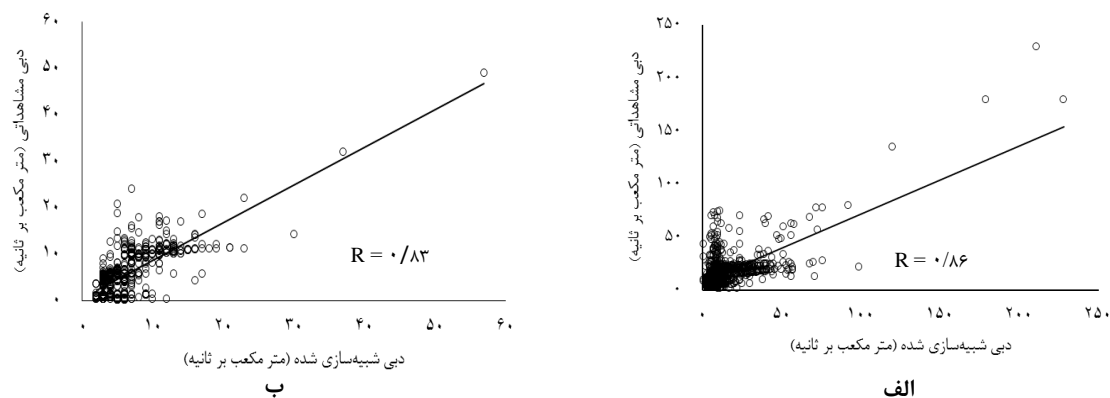 ۲۵۰
۲۰۰
۱۵۰
۱۰۰
۵۰
۰
دبی مشاهداتی (متر مکعب بر ثانیه)
R = ۰/۸۶
۰ ۵۰ ۱۰۰ ۱۵۰ ۲۰۰ ۲۵۰
دبی شبیه‌سازی شده (متر مکعب بر ثانیه)
الف
۶۰
۵۰
۴۰
۳۰
۲۰
۱۰
۰
دبی مشاهداتی (متر مکعب بر ثانیه)
R = ۰/۸۳
۰ ۱۰ ۲۰ ۳۰ ۴۰ ۵۰ ۶۰
دبی شبیه‌سازی شده (متر مکعب بر ثانیه)
ب